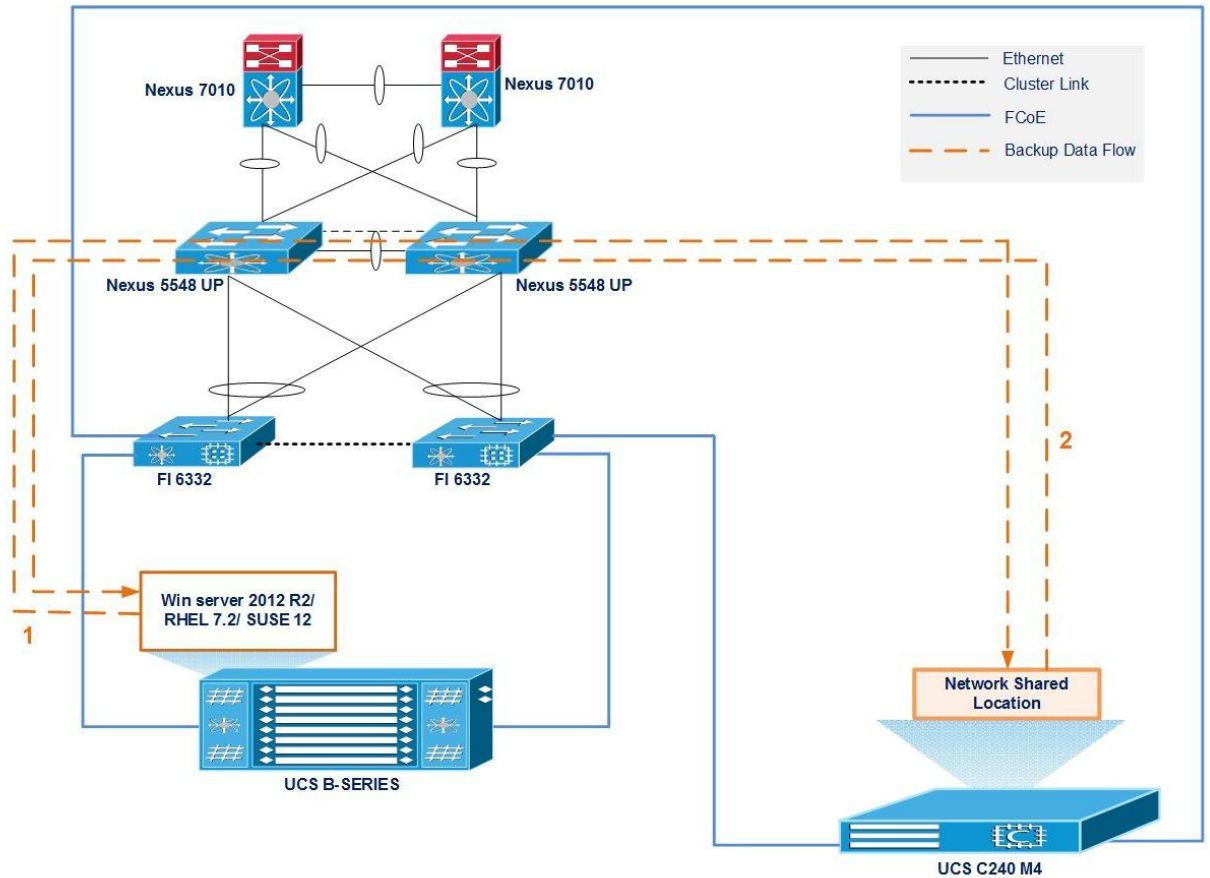 Nexus 7010
Nexus 7010
Ethernet
Cluster Link
FCoE
Backup Data Flow
Nexus 5548 UP
Nexus 5548 UP
2
FI 6332
FI 6332
Win server 2012 R2/
RHEL 7.2/ SUSE 12
1
Network Shared
Location
UCS B-SERIES
C
UCS C240 M4